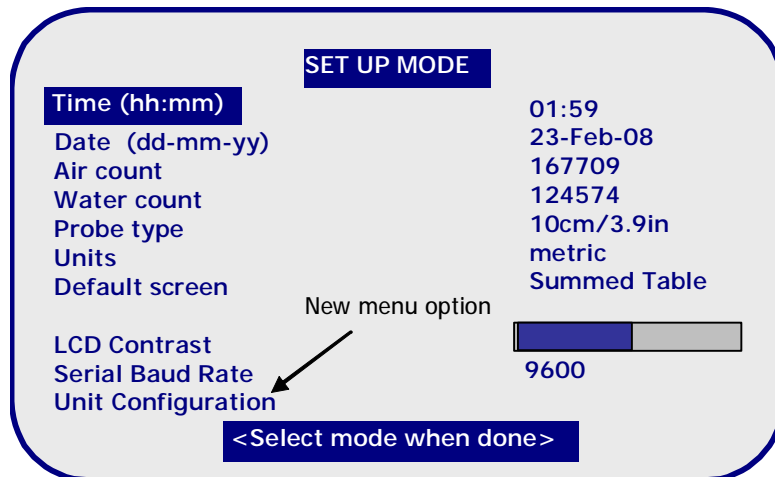 SET UP MODE
Time (hh:mm) 01:59
Date (dd-mm-yy) 23-Feb-08
Air count 167709
Water count 124574
Probe type 10cm/3.9in
Units metric
Default screen Summed Table
New menu option
LCD Contrast
Serial Baud Rate 9600
Unit Configuration
<Select mode when done>